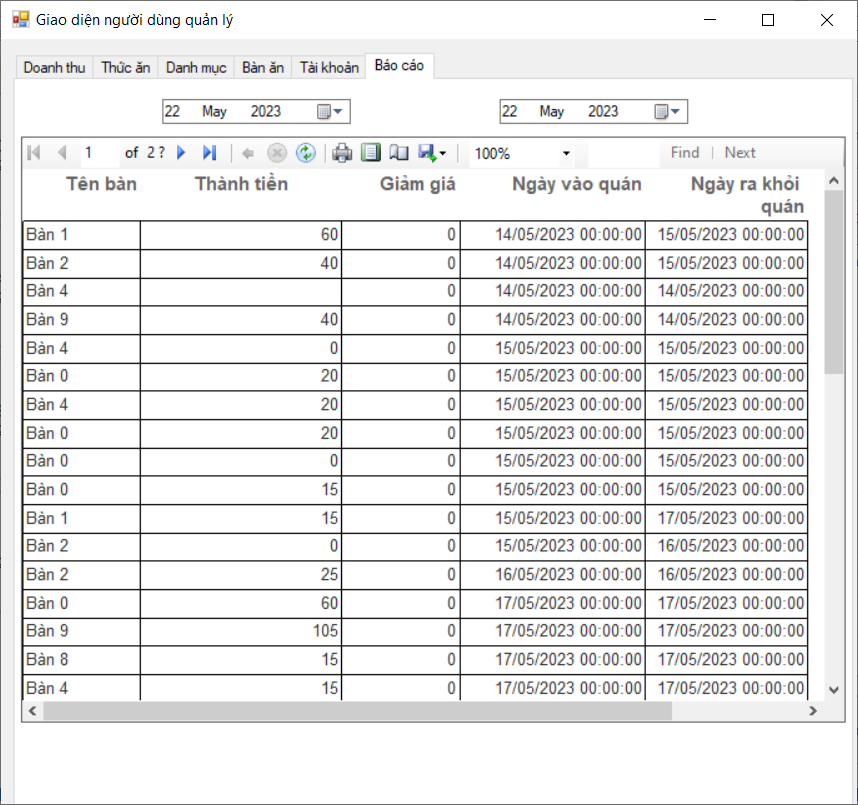 Giao diện người dùng quản lý
Doanh thu Thức ăn Danh mục Bàn ăn Tài khoản Báo cáo
22 May 2023 22 May 2023
1 of 2 ? 100% Find | Next
Tên bàn Thành tiền Giảm giá Ngày vào quán Ngày ra khỏi quán
Bàn 1 60 0 14/05/2023 00:00:00 15/05/2023 00:00:00
Bàn 2 40 0 14/05/2023 00:00:00 15/05/2023 00:00:00
Bàn 4 0 14/05/2023 00:00:00 14/05/2023 00:00:00
Bàn 9 40 0 14/05/2023 00:00:00 14/05/2023 00:00:00
Bàn 4 0 0 15/05/2023 00:00:00 15/05/2023 00:00:00
Bàn 0 20 0 15/05/2023 00:00:00 15/05/2023 00:00:00
Bàn 4 20 0 15/05/2023 00:00:00 15/05/2023 00:00:00
Bàn 0 20 0 15/05/2023 00:00:00 15/05/2023 00:00:00
Bàn 0 0 0 15/05/2023 00:00:00 15/05/2023 00:00:00
Bàn 0 15 0 15/05/2023 00:00:00 15/05/2023 00:00:00
Bàn 1 15 0 15/05/2023 00:00:00 17/05/2023 00:00:00
Bàn 2 0 0 15/05/2023 00:00:00 16/05/2023 00:00:00
Bàn 2 25 0 16/05/2023 00:00:00 16/05/2023 00:00:00
Bàn 0 60 0 17/05/2023 00:00:00 17/05/2023 00:00:00
Bàn 9 105 0 17/05/2023 00:00:00 17/05/2023 00:00:00
Bàn 8 15 0 17/05/2023 00:00:00 17/05/2023 00:00:00
Bàn 4 15 0 17/05/2023 00:00:00 17/05/2023 00:00:00